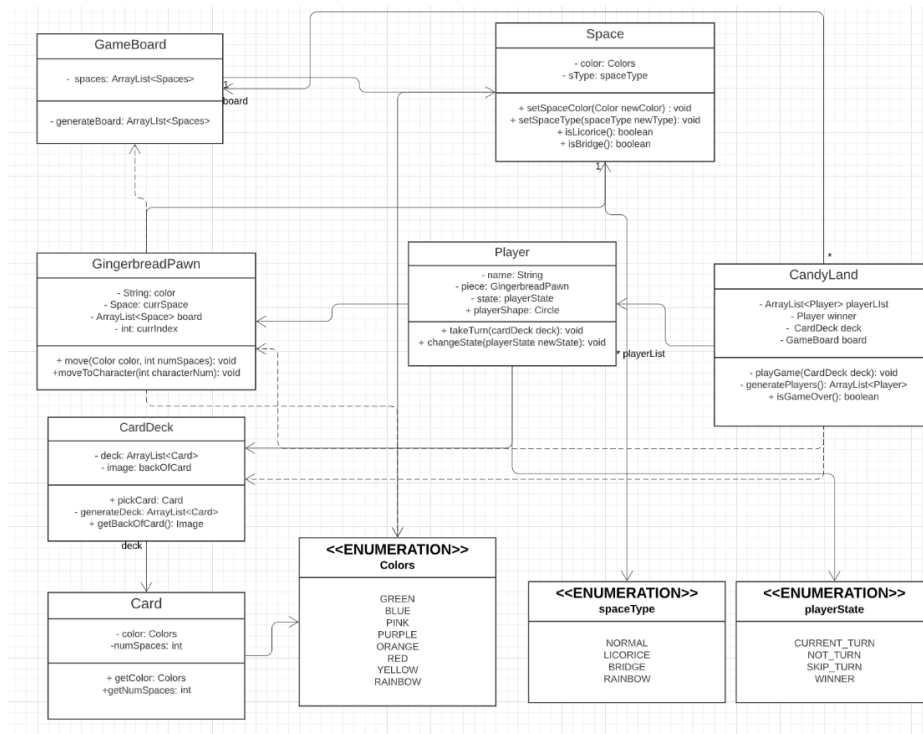 GameBoard
- spaces: ArrayList<Spaces>
- generateBoard: ArrayLIst<Spaces>
1
board
Space
- color: Colors
- sType: spaceType
+ setSpaceColor(Color newColor) : void
+ setSpaceType(spaceType newType): void
+ isLicorice(): boolean
+ isBridge(): boolean
1
GingerbreadPawn
- String: color
- Space: currSpace
- ArrayList<Space> board
- int: currIndex
+ move(Color color, int numSpaces): void
+moveToCharacter(int characterNum): void
Player
- name: String
- piece: GingerbreadPawn
- state: playerState
+ playerShape: Circle
+ takeTurn(cardDeck deck): void
+ changeState(playerState newState): void
* playerList
*
CandyLand
- ArrayList<Player> playerLIst
- Player winner
- CardDeck deck
- GameBoard board
- playGame(CardDeck deck): void
- generatePlayers(): ArrayList<Player>
+ isGameOver(): boolean
CardDeck
- deck: ArrayList<Card>
- image: backOfCard
+ pickCard: Card
- generateDeck: ArrayList<Card>
+ getBackOfCard(): Image
deck
Card
- color: Colors
-numSpaces: int
+ getColor: Colors
+getNumSpaces: int
<<ENUMERATION>>
Colors
GREEN
BLUE
PINK
PURPLE
ORANGE
RED
YELLOW
RAINBOW
<<ENUMERATION>>
spaceType
NORMAL
LICORICE
BRIDGE
RAINBOW
<<ENUMERATION>>
playerState
CURRENT_TURN
NOT_TURN
SKIP_TURN
WINNER